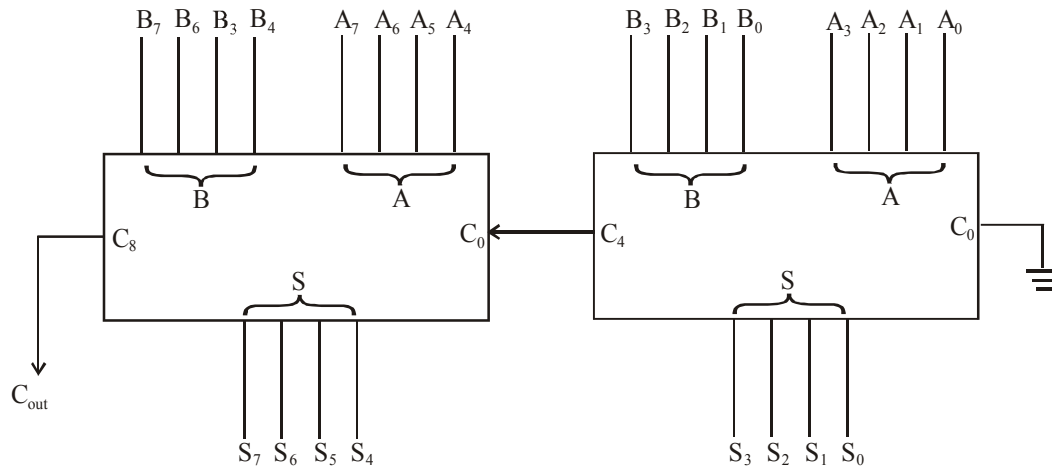 B₇ B₆ B₃ B₄ A₇ A₆ A₅ A₄ B₃ B₂ B₁ B₀ A₃ A₂ A₁ A₀
B A B A
C₈ C₀ C₄ C₀
S S
C_out
S₇ S₆ S₅ S₄ S₃ S₂ S₁ S₀